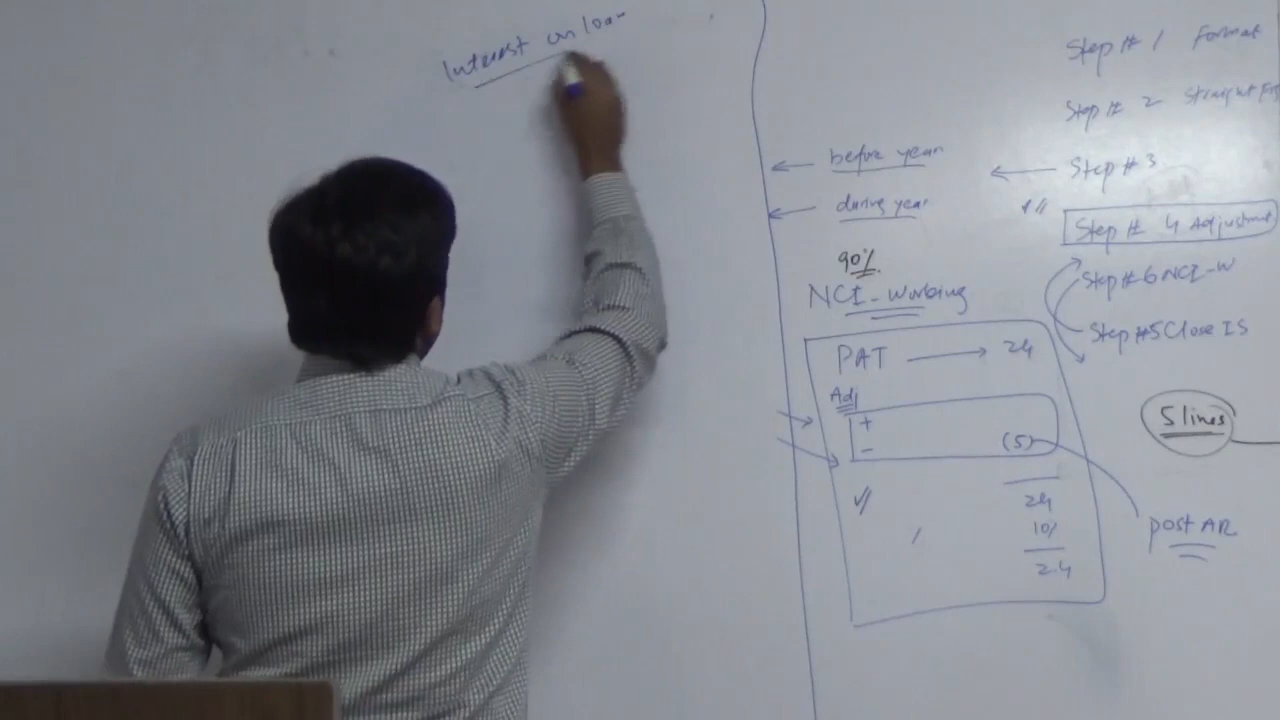 Interest on loan
before year
during year
90%
NCI-Working
PAT → 24
Adj
+
- (5)
24
10%
2.4
Step # 1 Format
Step # 2 Straight
Step # 3
Step # 4 Adjustment
Step # 6 NCI-W
Step #5 Close IS
5 lines
post AR